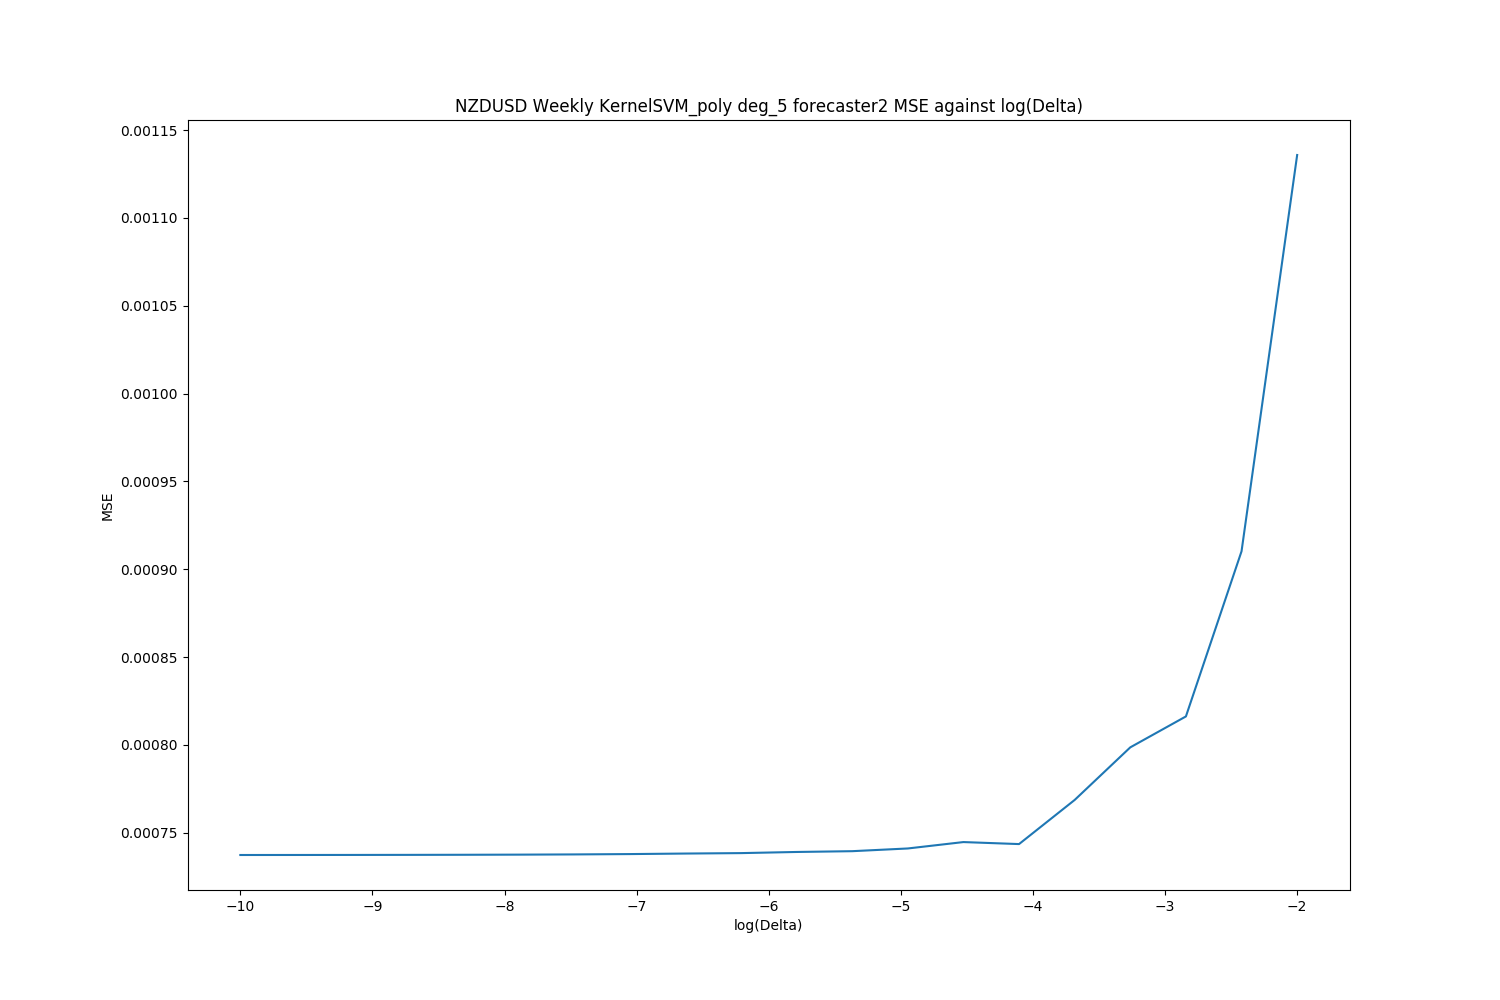 NZDUSD Weekly KernelSVM_poly deg_5 forecaster2 MSE against log(Delta)
0.00115
0.00110
0.00105
0.00100
0.00095
0.00090
0.00085
0.00080
0.00075
MSE
−10 −9 −8 −7 −6 −5 −4 −3 −2
log(Delta)